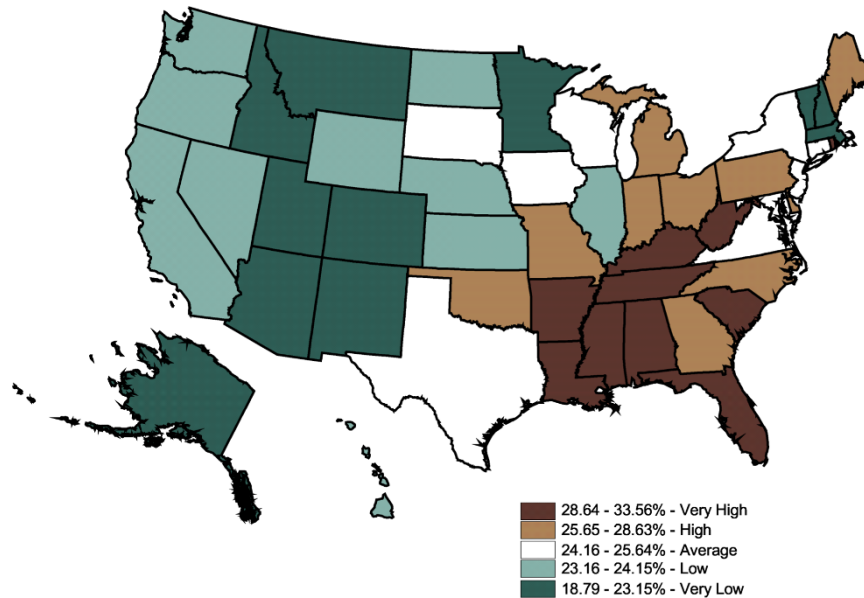 28.64 - 33.56% - Very High
25.65 - 28.63% - High
24.16 - 25.64% - Average
23.16 - 24.15% - Low
18.79 - 23.15% - Very Low